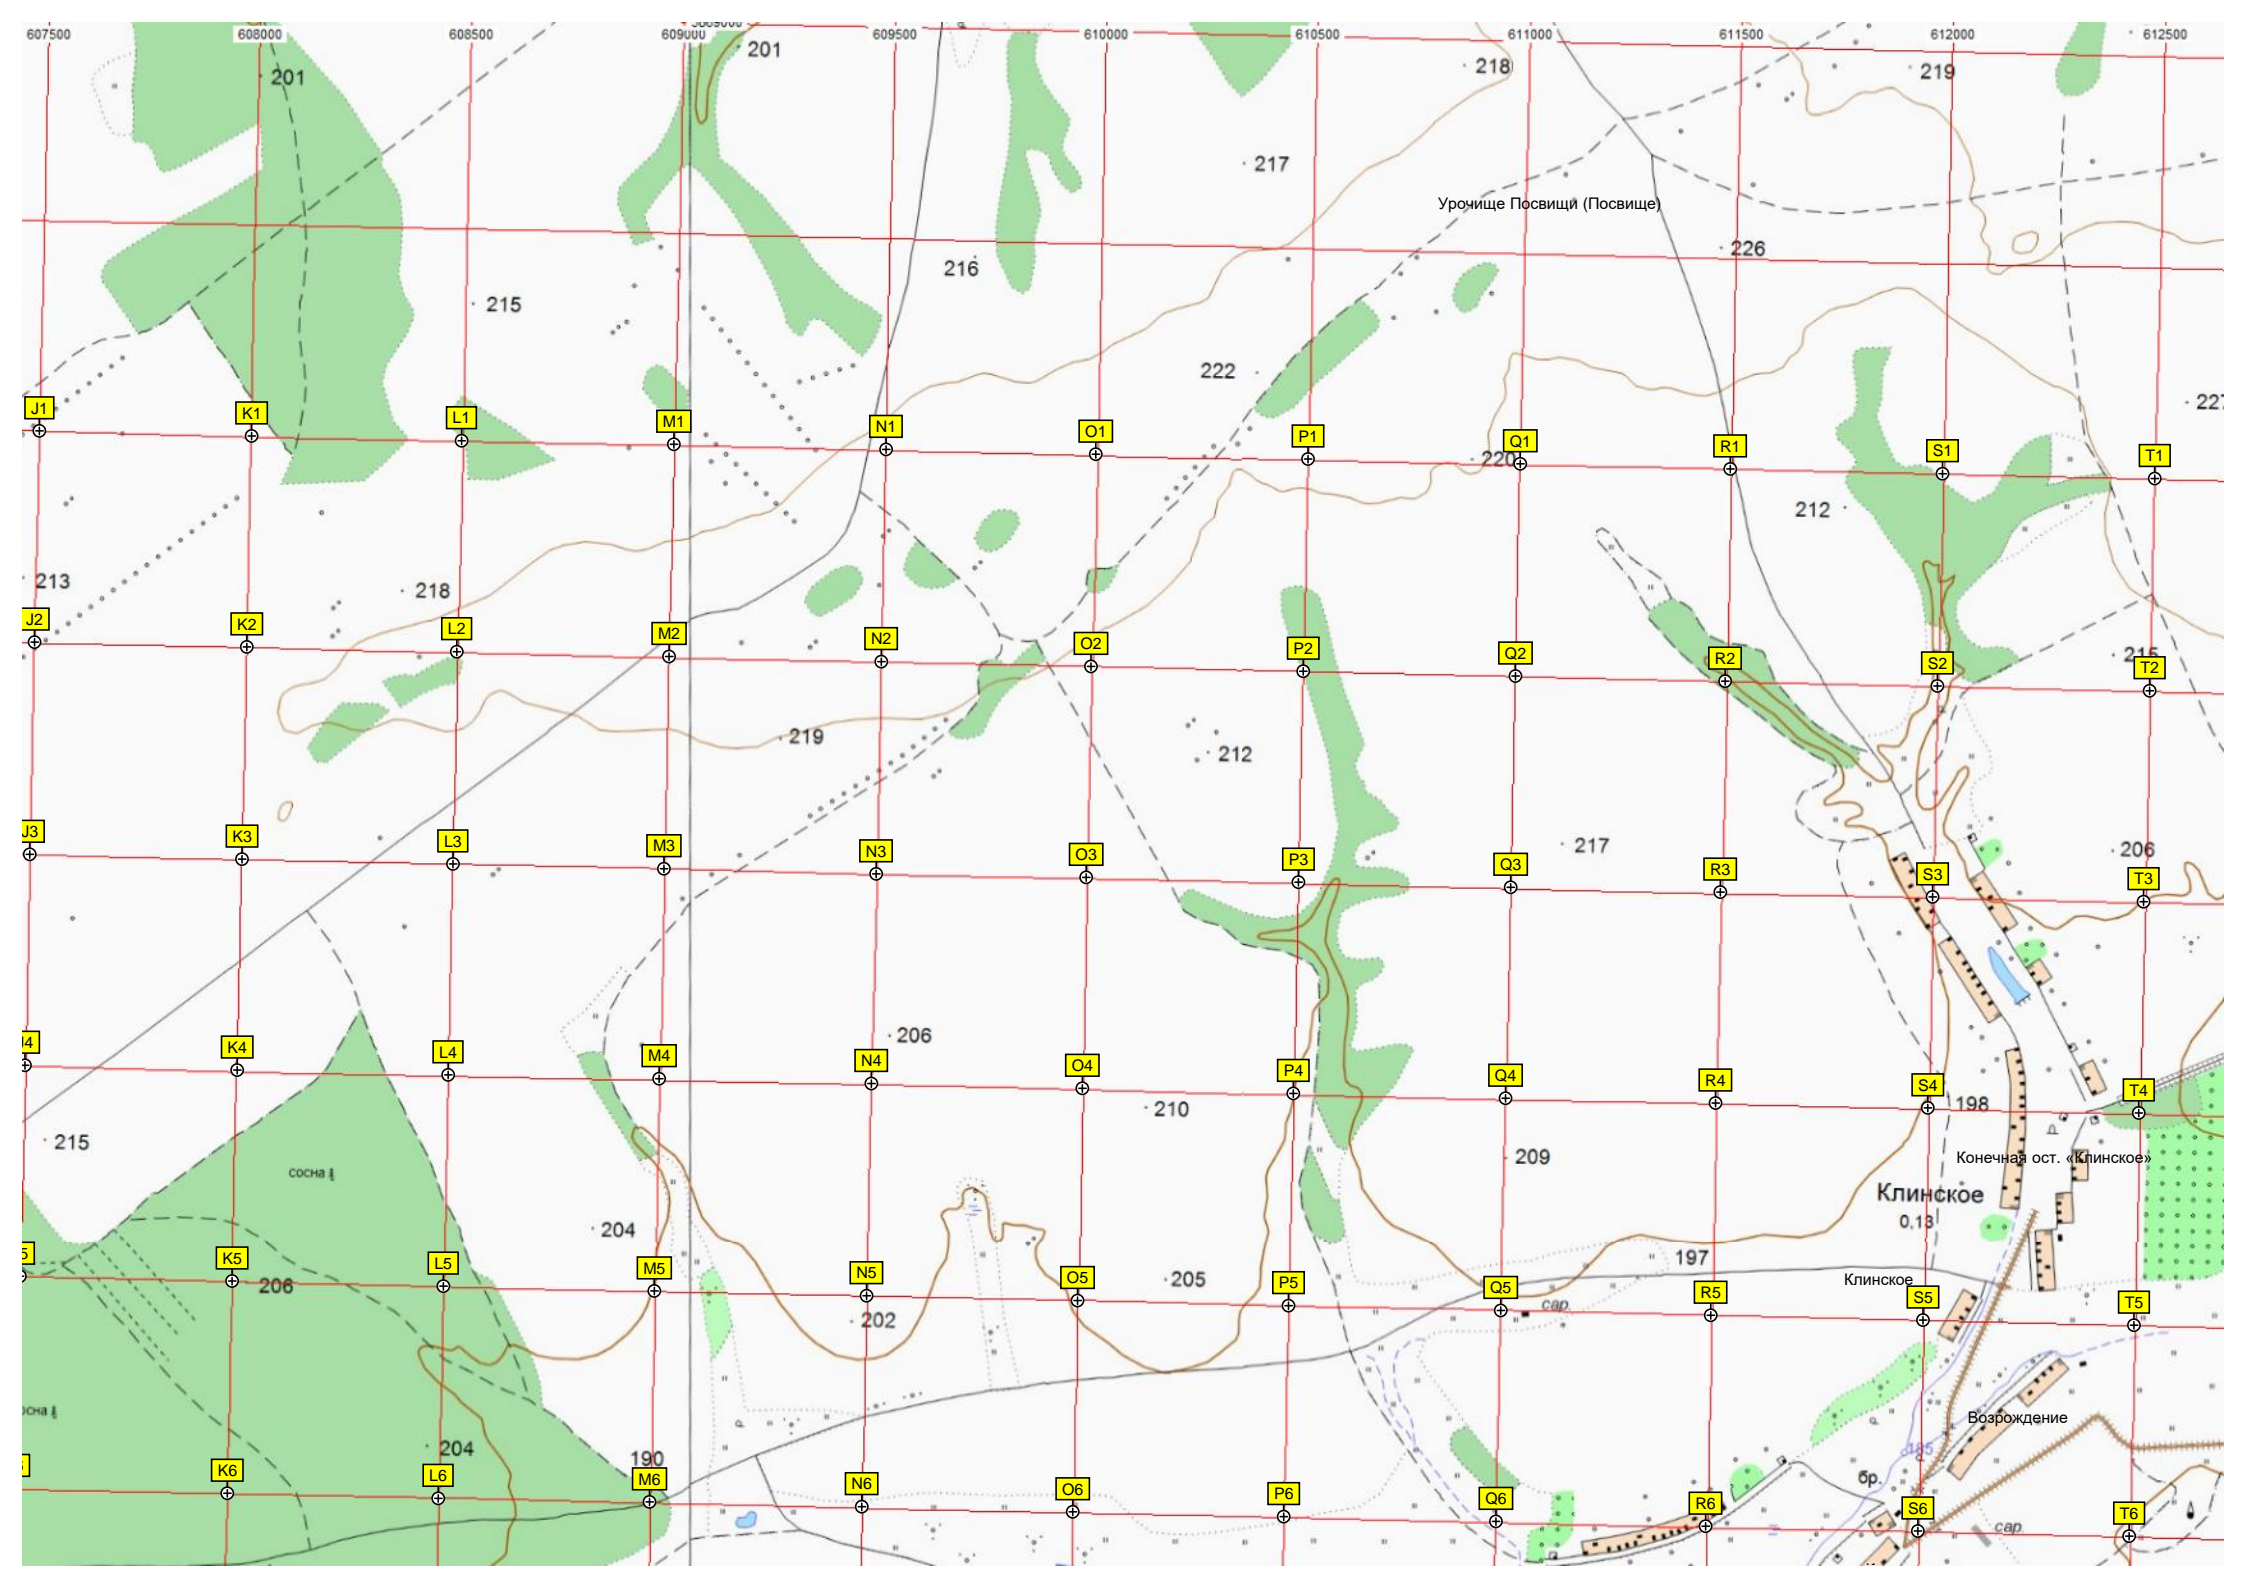 607500 608000 608500 609000 609500 610000 610500 611000 611500 612000 612500
201 201 218 219
217
Урочище Посвищи (Посвище)
216 226
215
222
227
J1 K1 L1 M1 N1 O1 P1 Q1 R1 S1 T1
220
212
213 218
J2 K2 L2 M2 N2 O2 P2 Q2 R2 S2 T2
215
219 212
J3 K3 L3 M3 N3 O3 P3 Q3 R3 S3 T3
217 206
206
K4 L4 M4 N4 O4 P4 Q4 R4 S4 T4
210 198
215 209
Конечная ост. «Клинское»
сосна
Клинское
0,13
204
197
K5 L5 M5 N5 O5 P5 Q5 R5 S5 T5
206 205 Клинское
сар.
202
Возрождение
204 190 185
бр.
K6 L6 M6 N6 O6 P6 Q6 R6 S6 T6
сар.